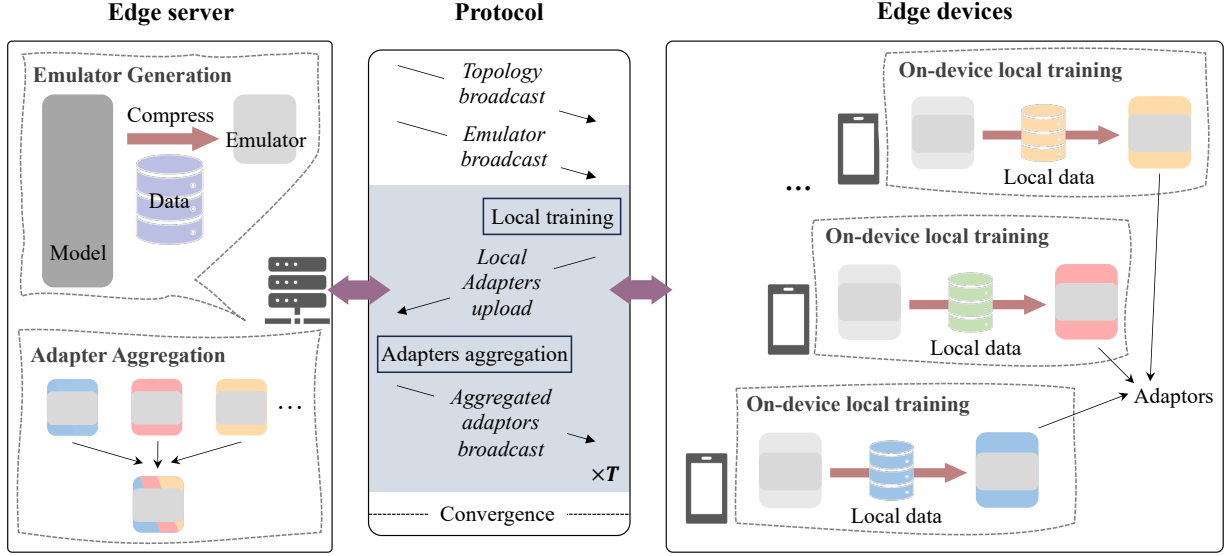 Edge server
Emulator Generation
Compress
Emulator
Data
Model
Adapter Aggregation
...
Protocol
Topology
broadcast
Emulator
broadcast
Local training
Local
Adapters
upload
Adapters aggregation
Aggregated
adaptors
broadcast
×T
Convergence
Edge devices
On-device local training
Local data
...
On-device local training
Local data
Adaptors
On-device local training
Local data